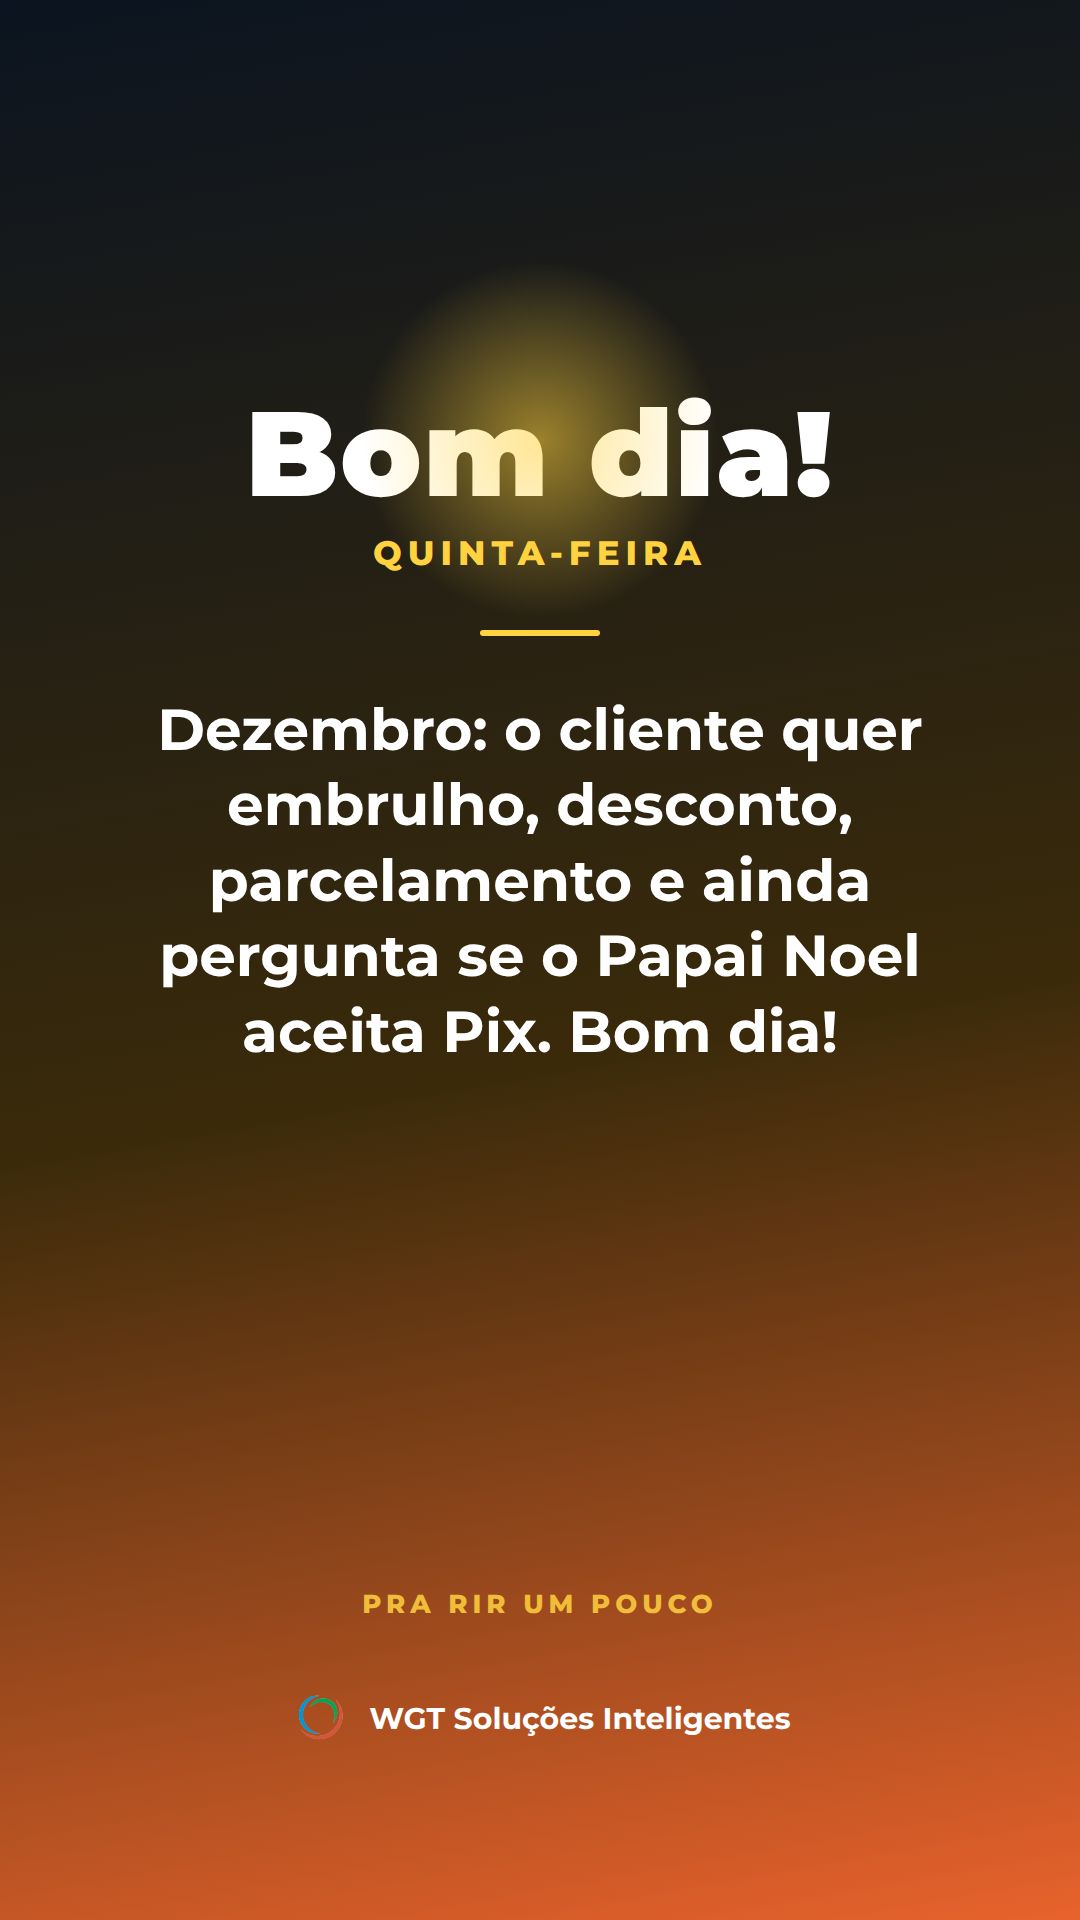 Bom dia!
QUINTA-FEIRA
Dezembro: o cliente quer
embrulho, desconto,
parcelamento e ainda
pergunta se o Papai Noel
aceita Pix. Bom dia!
PRA RIR UM POUCO
WGT Soluções Inteligentes